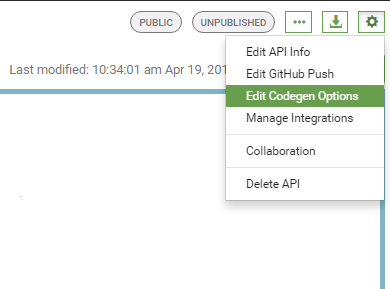 PUBLIC UNPUBLISHED
Last modified: 10:34:01 am Apr 19, 201
Edit API Info
Edit GitHub Push
Edit Codegen Options
Manage Integrations
Collaboration
Delete API